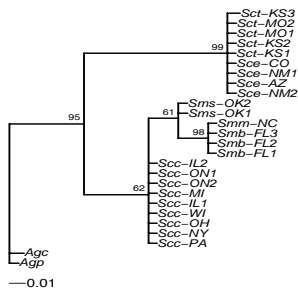 Sct-KS3
Sct-MO2
Sct-MO1
Sct-KS2
Sct-KS1
99
Sce-CO
Sce-NM1
Sce-AZ
Sce-NM2
Sms-OK2
61
Sms-OK1
95
Smm-NC
98
Smb-FL3
Smb-FL2
Smb-FL1
Scc-IL2
Scc-ON1
Scc-ON2
62
Scc-MI
Scc-IL1
Scc-WI
Scc-OH
Scc-NY
Scc-PA
Agc
Agp
0.01